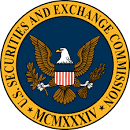 U.S. SECURITIES AND EXCHANGE COMMISSION
MCMXXXIV